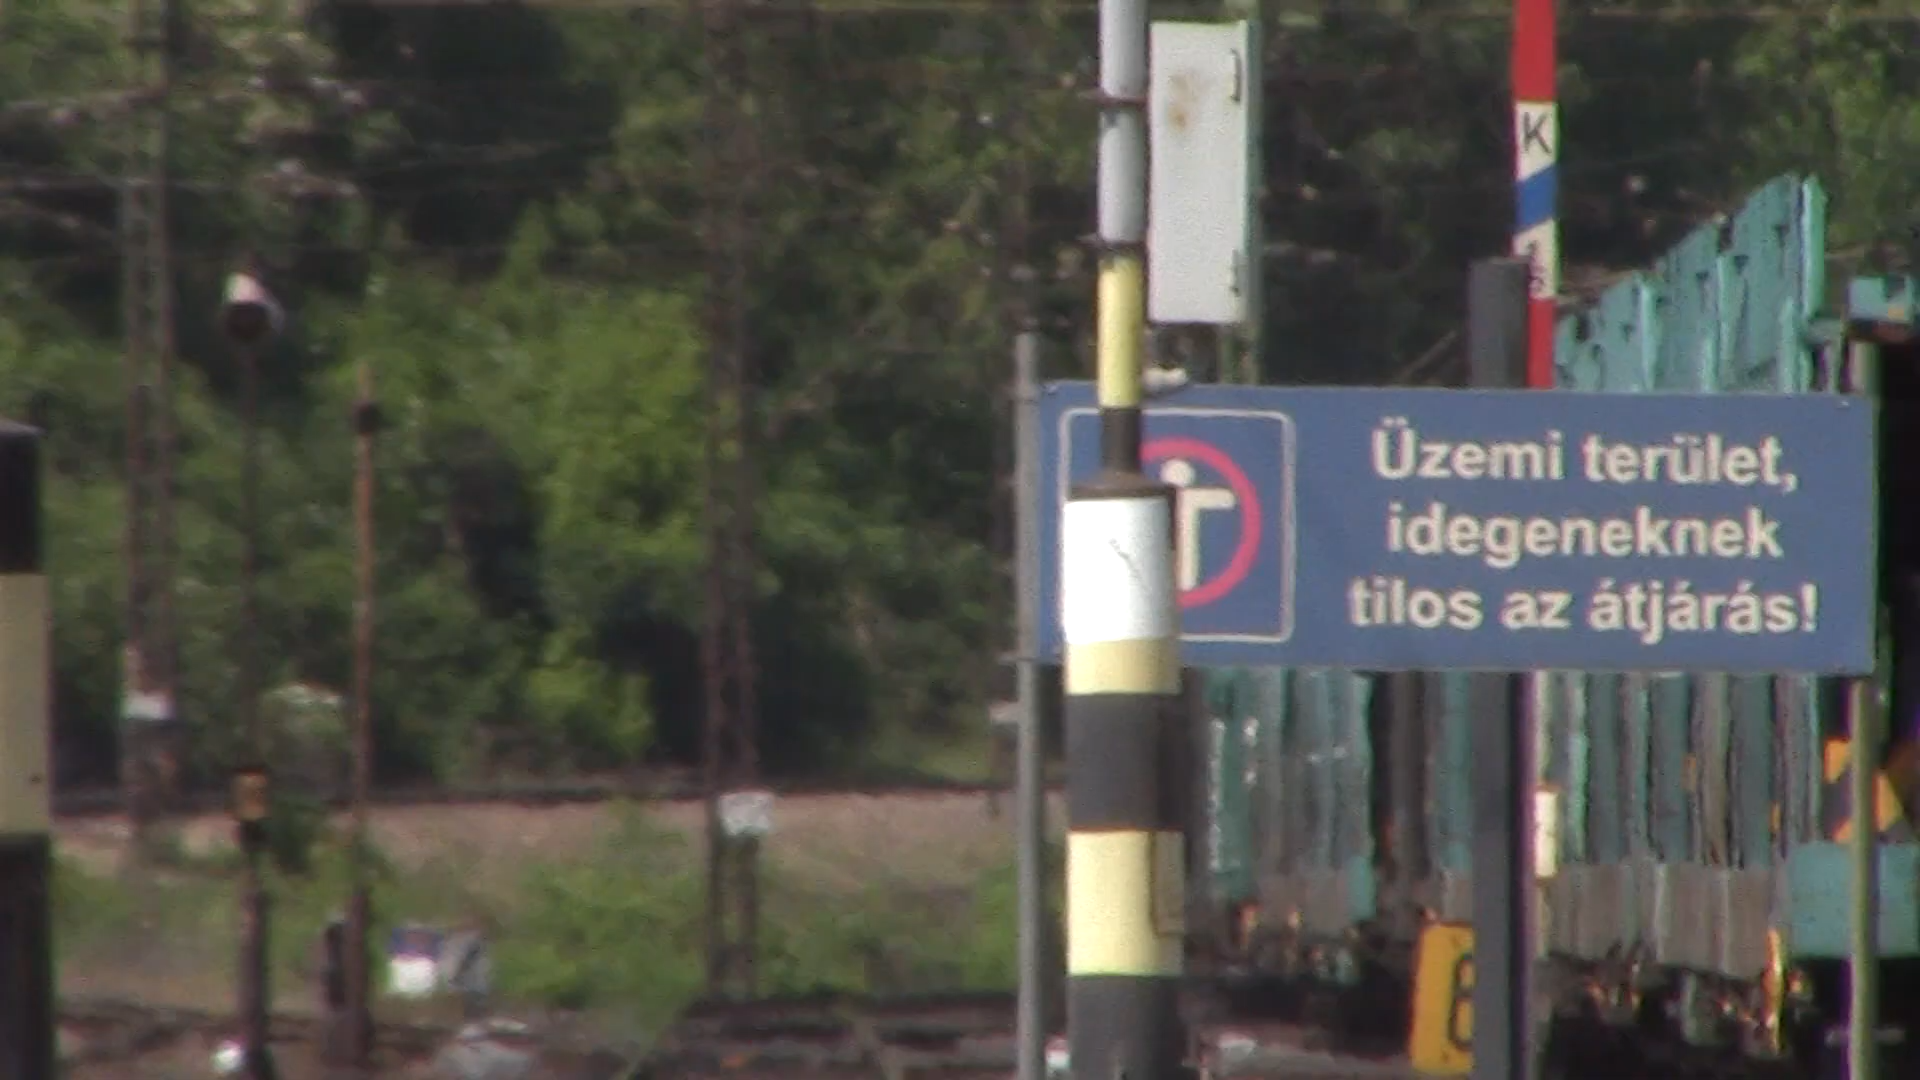 K
Üzemi terület,
idegeneknek
tilos az átjárás!